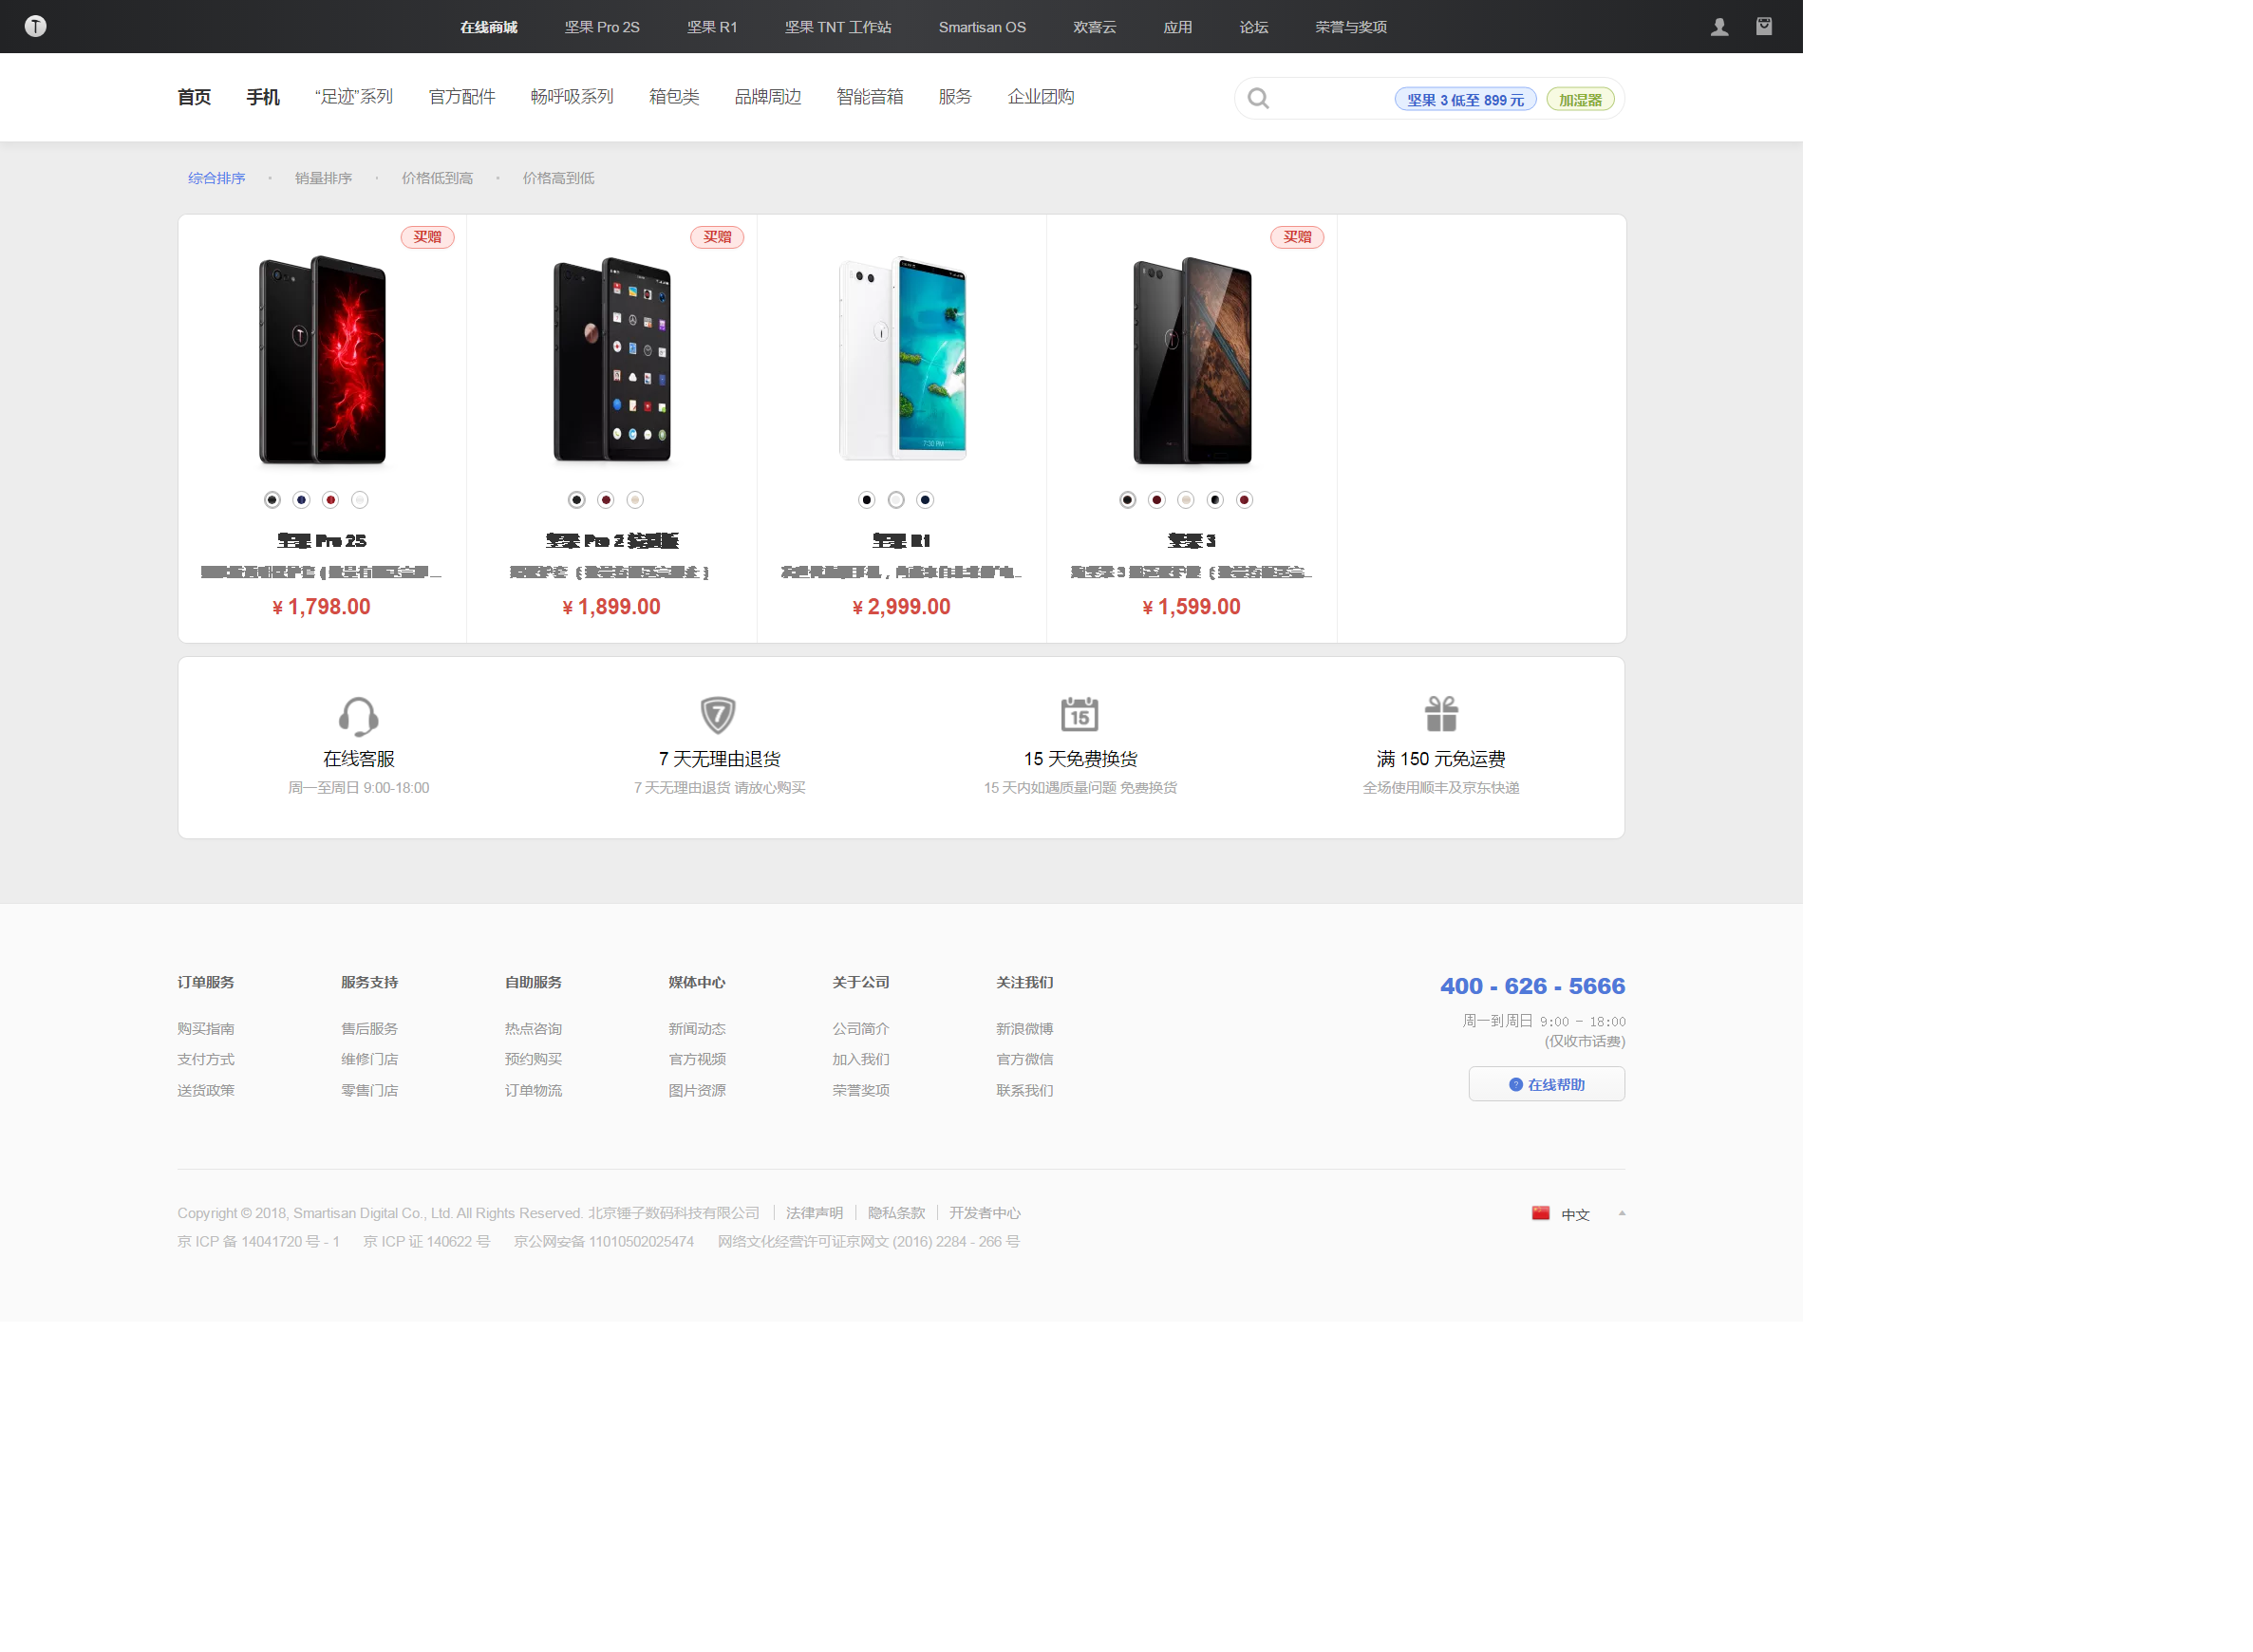 在线商城 坚果 Pro 2S 坚果 R1 坚果 TNT 工作站 Smartisan OS 欢喜云 应用 论坛 荣誉与奖项
首页 手机 “足迹”系列 官方配件 畅呼吸系列 箱包类 品牌周边 智能音箱 服务 企业团购 坚果 3 低至 899 元 加湿器
综合排序 销量排序 价格低到高 价格高到低
买赠 买赠 买赠
坚果 Pro 2S 坚果 Pro 2 坚果 R1 坚果 3
¥ 1,798.00 ¥ 1,899.00 ¥ 2,999.00 ¥ 1,599.00
7 15
在线客服 7 天无理由退货 15 天免费换货 满 150 元免运费
周一至周日 9:00-18:00 7 天无理由退货 请放心购买 15 天内如遇质量问题 免费换货 全场使用顺丰及京东快递
订单服务 服务支持 自助服务 媒体中心 关于公司 关注我们 400 - 626 - 5666
购买指南 售后服务 热点咨询 新闻动态 公司简介 新浪微博 周一到周日 9:00 - 18:00
(仅收市话费)
支付方式 维修门店 预约购买 官方视频 加入我们 官方微信
送货政策 零售门店 订单物流 图片资源 荣誉奖项 联系我们 ? 在线帮助
Copyright © 2018, Smartisan Digital Co., Ltd. All Rights Reserved. 北京锤子数码科技有限公司 法律声明 隐私条款 开发者中心 中文
京 ICP 备 14041720 号 - 1 京 ICP 证 140622 号 京公网安备 11010502025474 网络文化经营许可证京网文 (2016) 2284 - 266 号